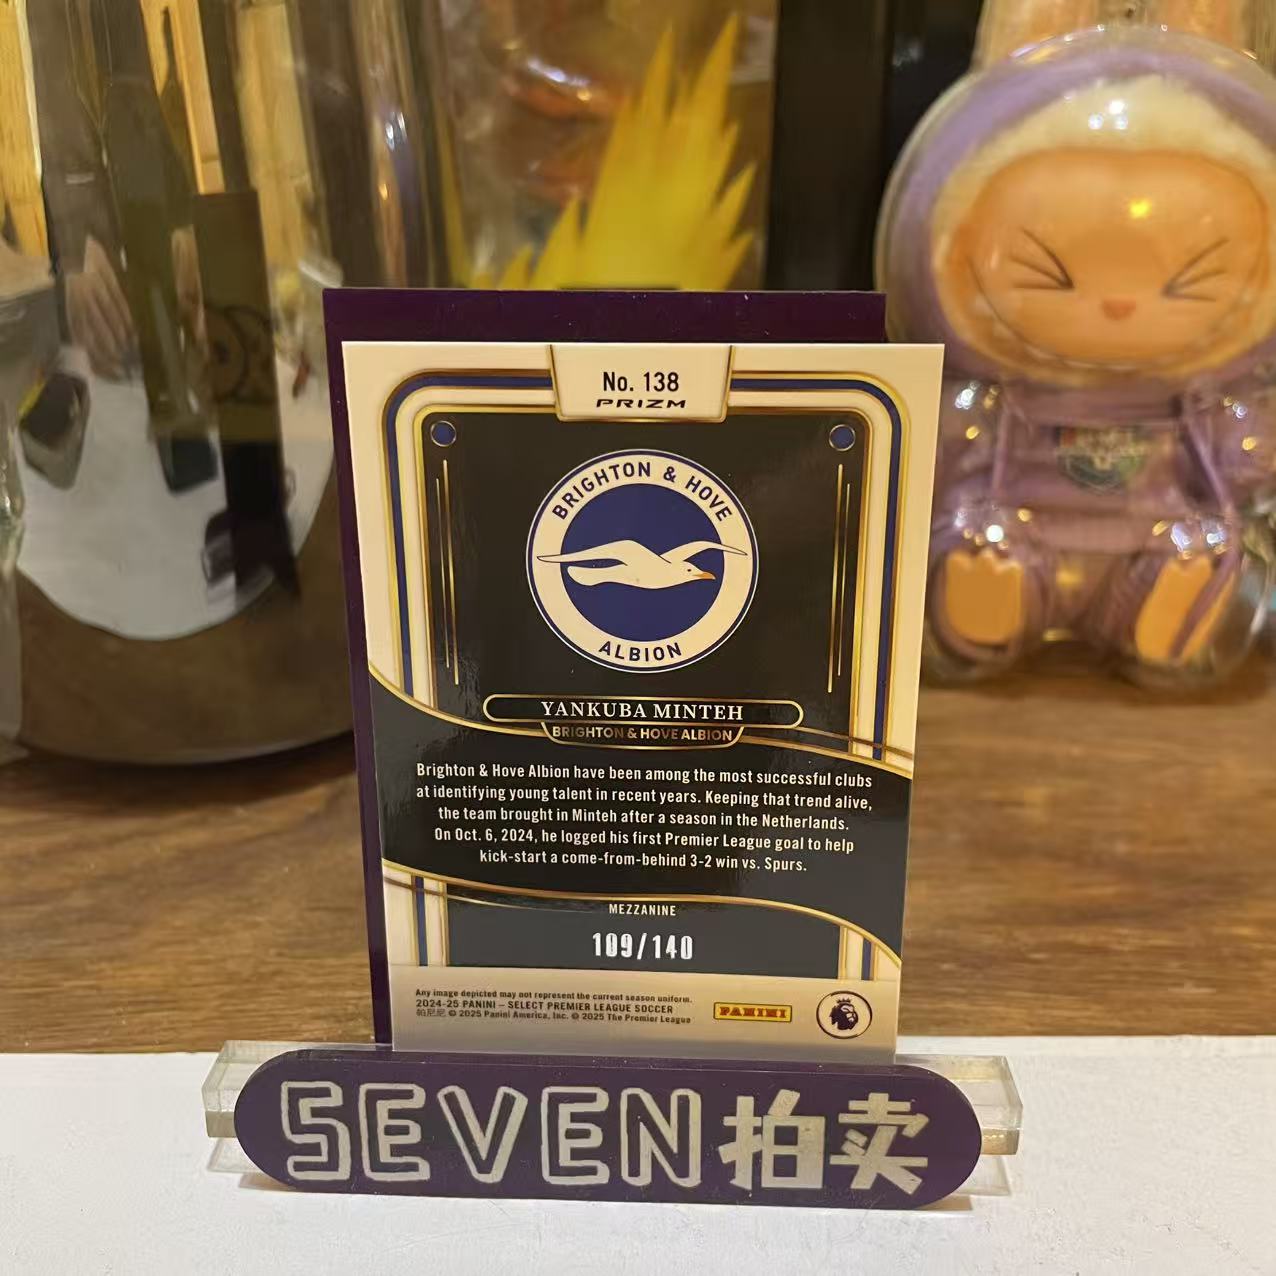 No. 138
PRIZM
BRIGHTON & HOVE
ALBION
YANKUBA MINTEH
BRIGHTON & HOVE ALBION
Brighton & Hove Albion have been among the most successful clubs
at identifying young talent in recent years. Keeping that trend alive,
the team brought in Minteh after a season in the Netherlands.
On Oct. 6, 2024, he logged his first Premier League goal to help
kick-start a come-from-behind 3-2 win vs. Spurs.
MEZZANINE
109/140
Any image depicted may not represent the current season uniform.
2024-25 PANINI – SELECT PREMIER LEAGUE SOCCER
帕尼尼 © 2025 Panini America, Inc. © 2025 The Premier League
PANINI
SEVEN拍卖